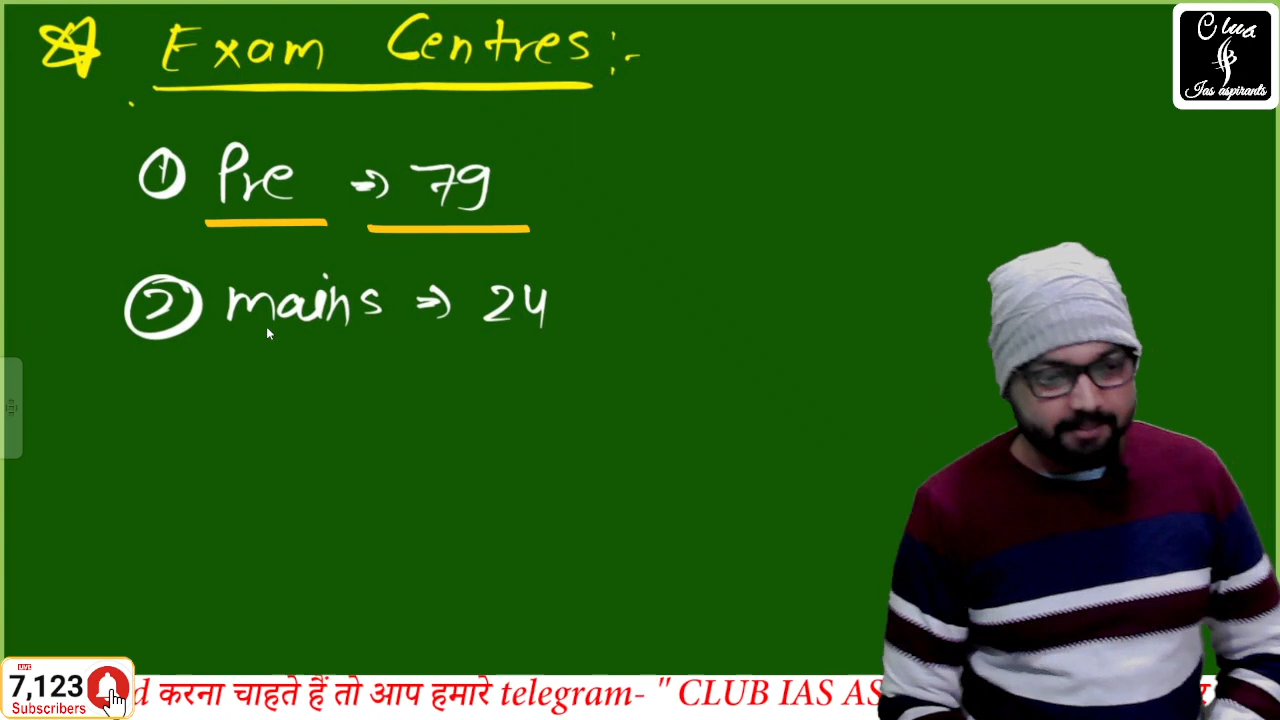 Exam Centres :-
① Pre ⇒ 79
② mains ⇒ 24
Club
Ias aspirants
LIVE
7,123
Subscribers
करना चाहते हैं तो आप हमारे telegram- " CLUB IAS AS